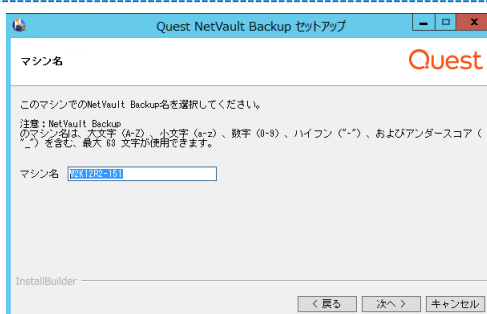 Quest NetVault Backup セットアップ
マシン名
Quest
このマシンでのNetVault Backup名を選択してください。
注意：NetVault Backup
のマシン名は、大文字（A-Z）、小文字（a-z）、数字（0-9）、ハイフン（"-"）、およびアンダースコア（
"_"）を含む、最大 63 文字が使用できます。
マシン名 W2K12R2-151
InstallBuilder
< 戻る 次へ > キャンセル